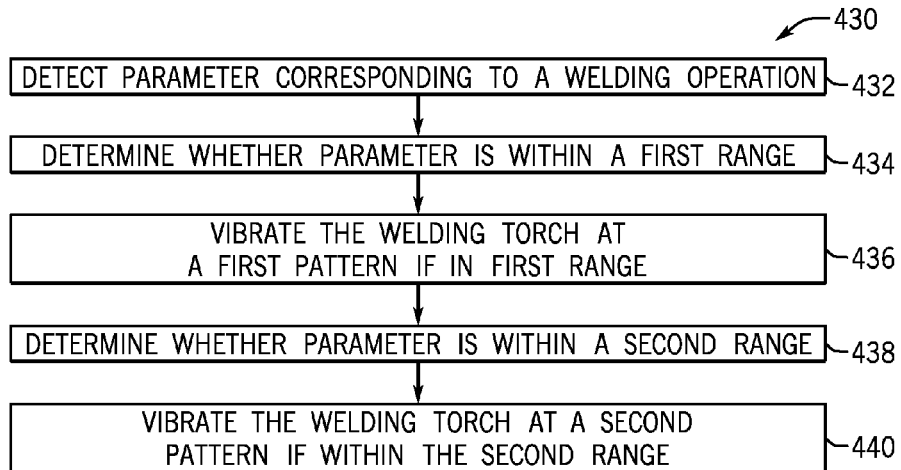 430
DETECT PARAMETER CORRESPONDING TO A WELDING OPERATION 432
DETERMINE WHETHER PARAMETER IS WITHIN A FIRST RANGE 434
VIBRATE THE WELDING TORCH AT
A FIRST PATTERN IF IN FIRST RANGE
436
DETERMINE WHETHER PARAMETER IS WITHIN A SECOND RANGE 438
VIBRATE THE WELDING TORCH AT A SECOND
PATTERN IF WITHIN THE SECOND RANGE
440